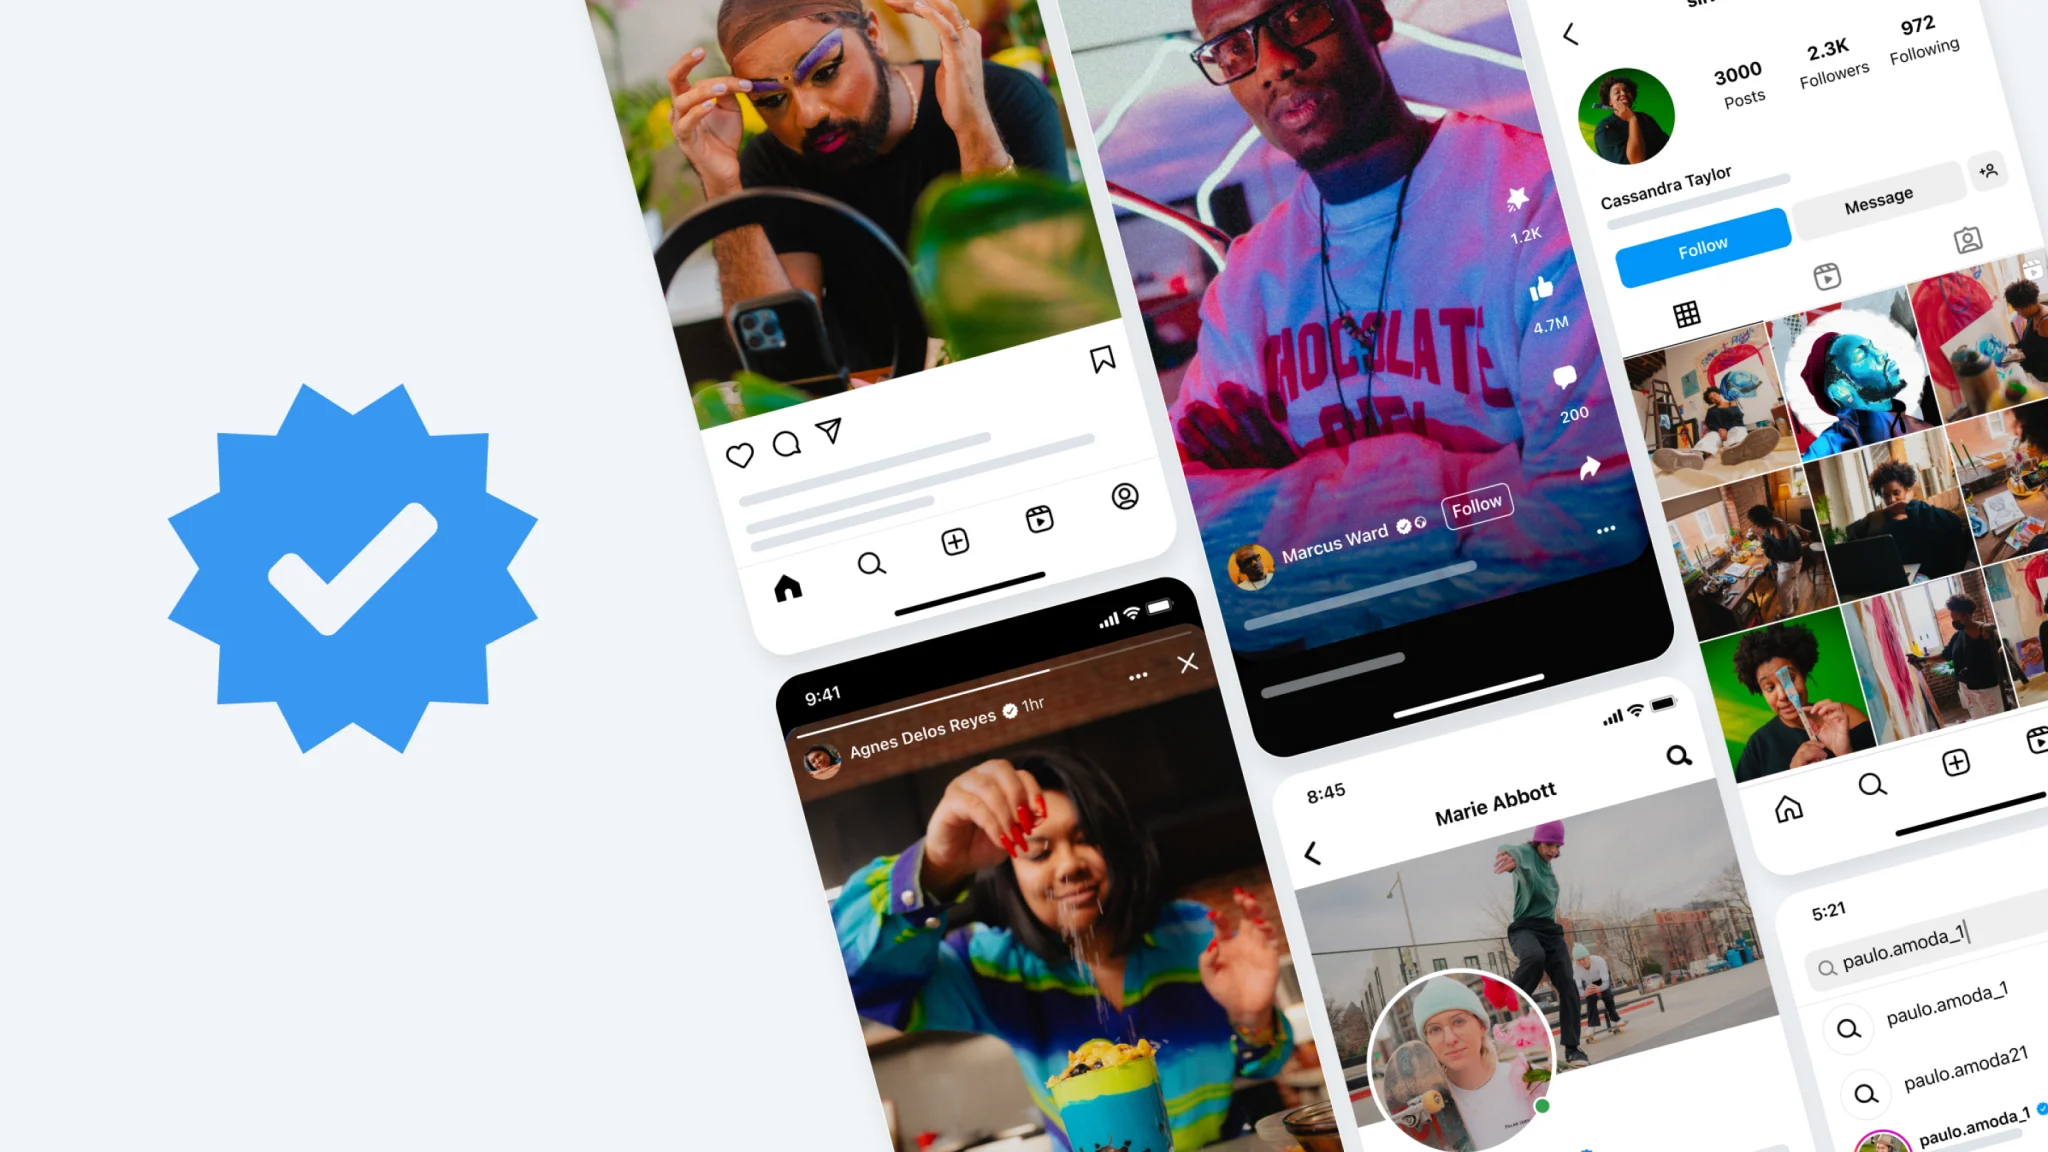 CHOCOLATE
CITY
1.2K
4.7M
200
Marcus Ward
Follow
3000
Posts
2.3K
Followers
972
Following
Cassandra Taylor
Follow
Message
9:41
Agnes Delos Reyes 1hr
8:45
Marie Abbott
5:21
paulo.amoda_1
paulo.amoda_1
paulo.amoda21
paulo.amoda_1